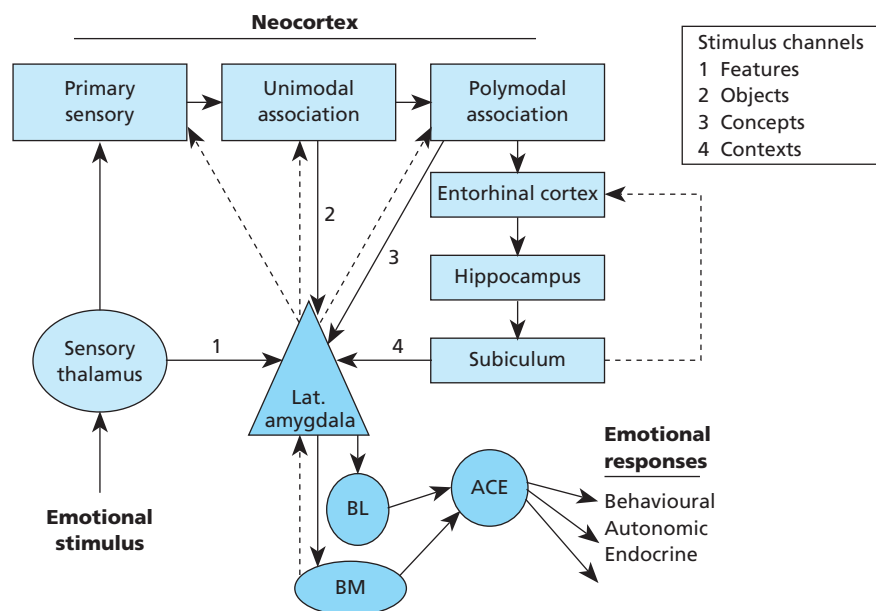 Neocortex
Primary
sensory
Unimodal
association
Polymodal
association
Stimulus channels
1 Features
2 Objects
3 Concepts
4 Contexts
Entorhinal cortex
2
3
Hippocampus
Sensory
thalamus
1
4
Subiculum
Lat.
amygdala
Emotional
responses
BL
ACE
Behavioural
Autonomic
Endocrine
Emotional
stimulus
BM